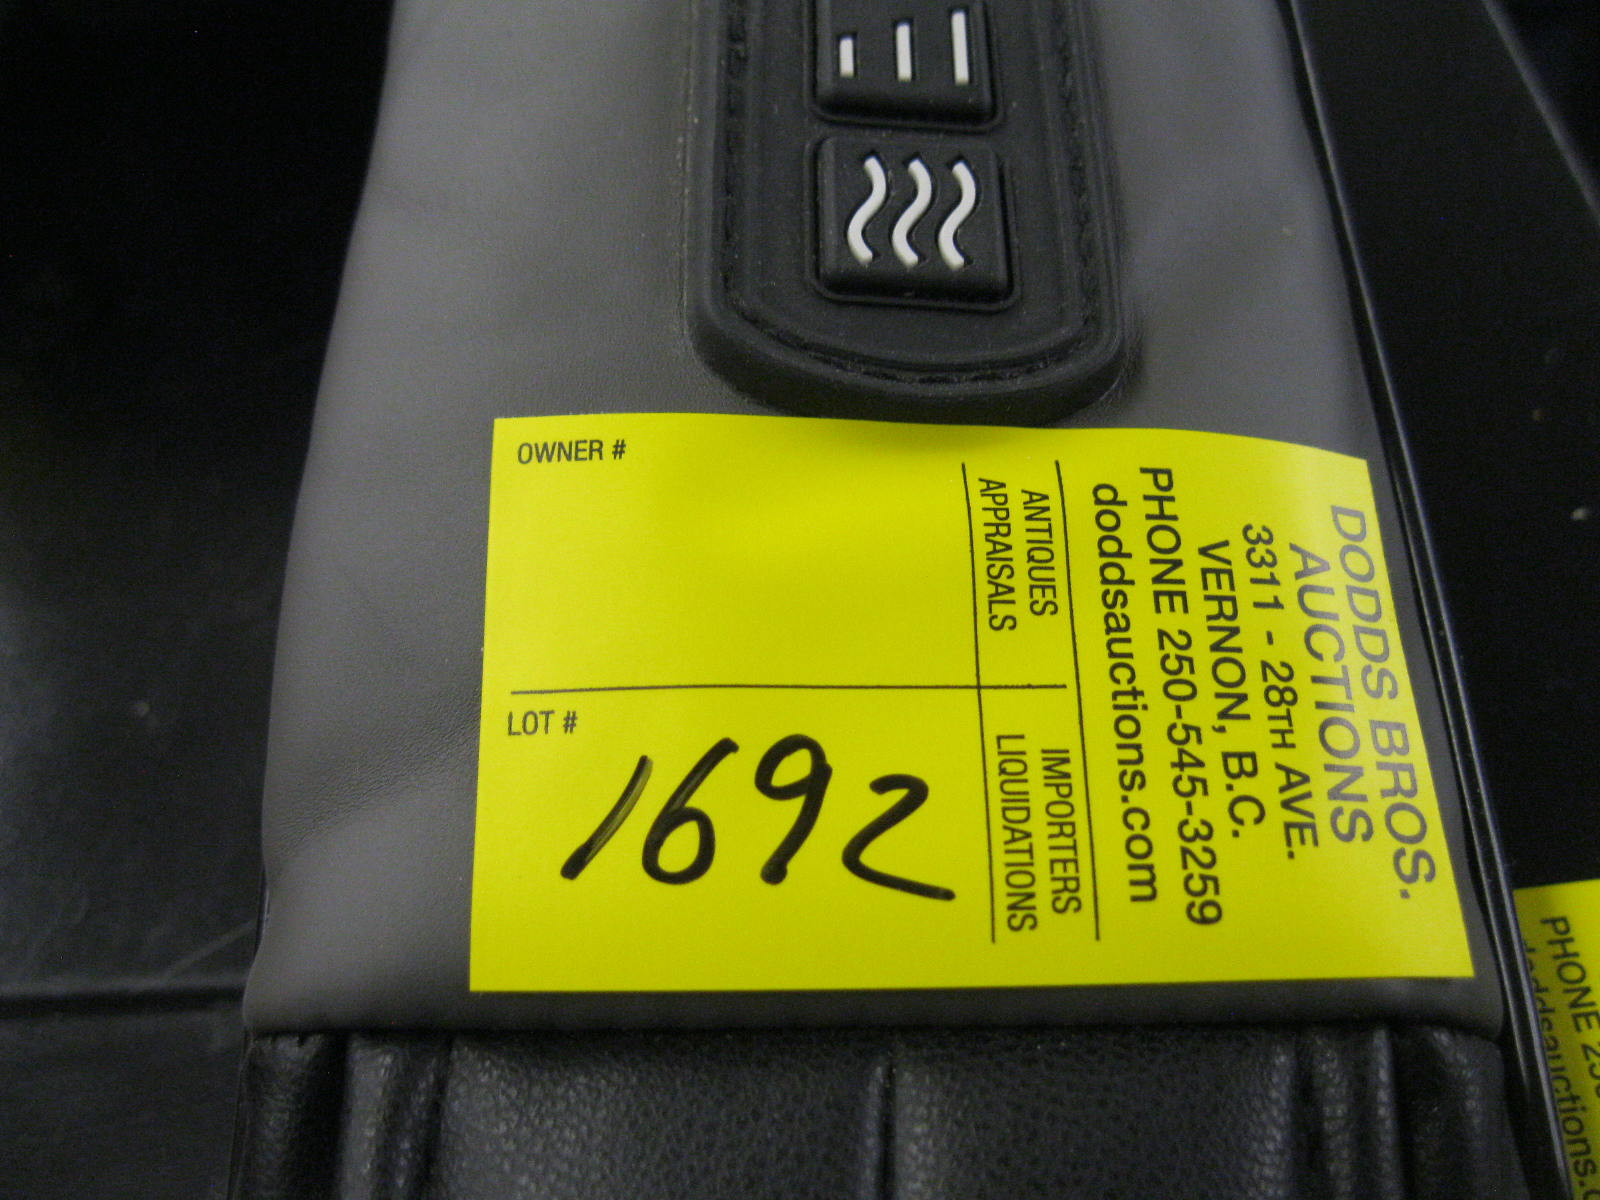 OWNER #
LOT #
1692
DODDS BROS.
AUCTIONS
3311 - 28TH AVE.
VERNON, B.C.
PHONE 250-545-3259
doddsauctions.com
ANTIQUES
APPRAISALS
IMPORTERS
LIQUIDATIONS
PHONE 250
doddsauctions.c